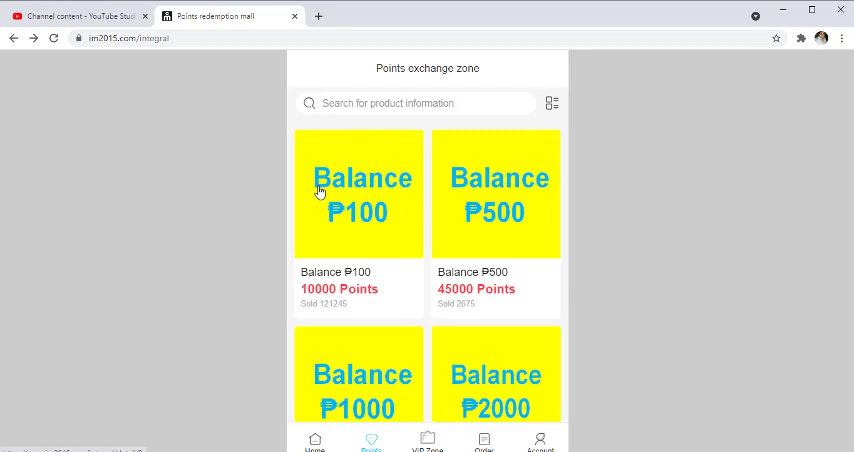 Channel content - YouTube Studi
Points redemption mall
im2015.com/integral
Points exchange zone
Search for product information
Balance
₱100
Balance
₱500
Balance ₱100
10000 Points
Sold 121245
Balance ₱500
45000 Points
Sold 2675
Balance
₱1000
Balance
₱2000
Home
Points
VIP Zone
Order
Account